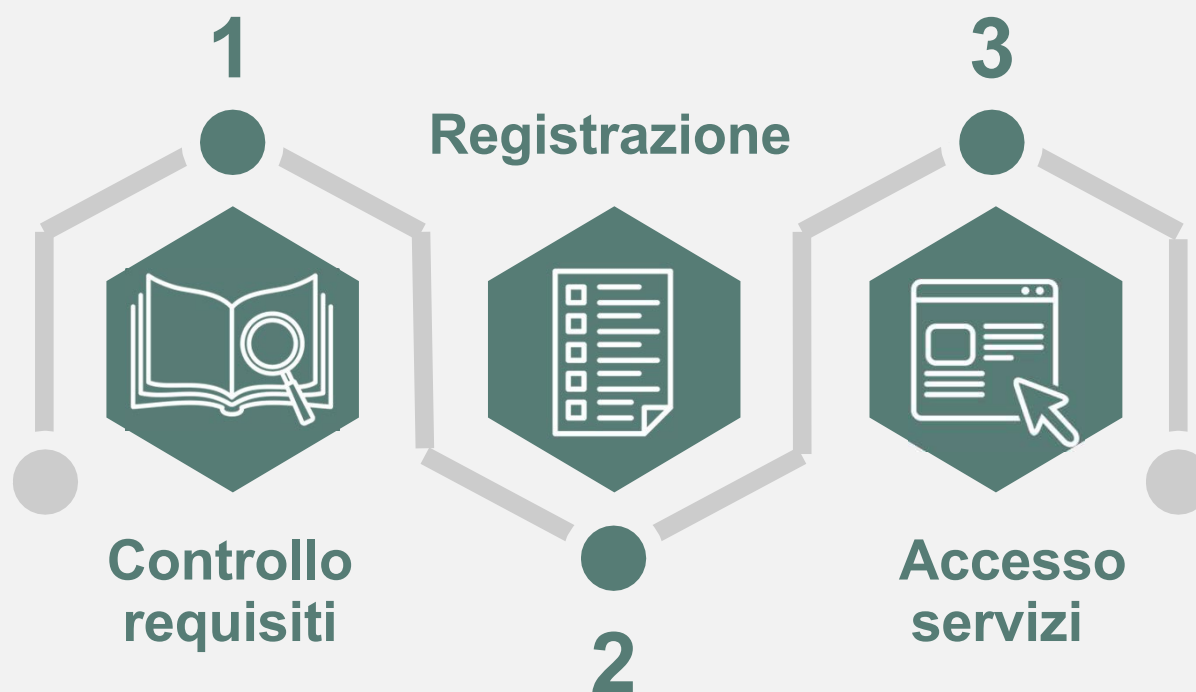 1
Controllo
requisiti
Registrazione
2
3
Accesso
servizi